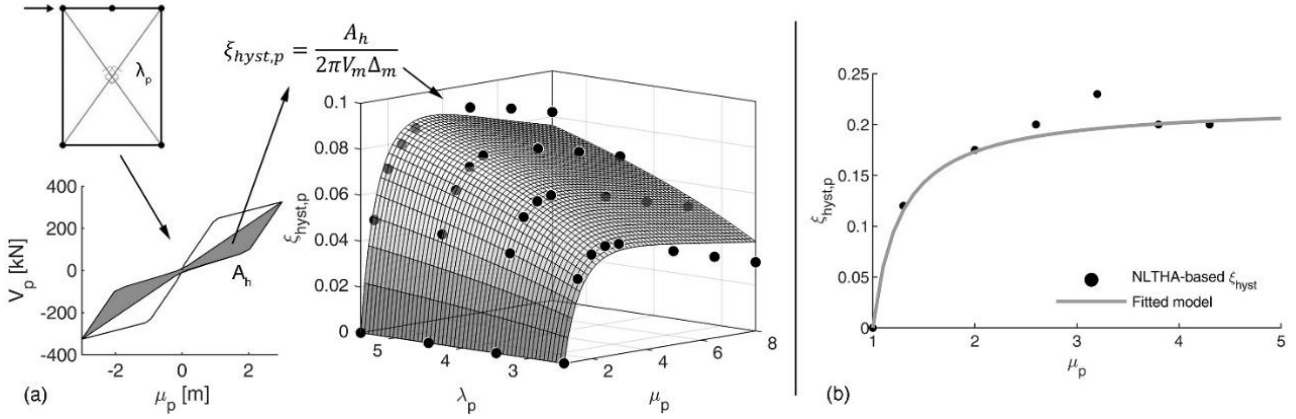 λp
ξhyst,p = Ah / 2πVmΔm
400
200
0
-200
-400
Vp [kN]
Ah
-2
0
2
μp [m]
(a)
0.1
0.08
0.06
0.04
0.02
0
ξhyst,p
5
4
3
λp
2
4
6
8
μp
0.25
0.2
0.15
0.1
0.05
0
ξhyst,p
NLTHA-based ξhyst
Fitted model
1
2
3
4
5
μp
(b)